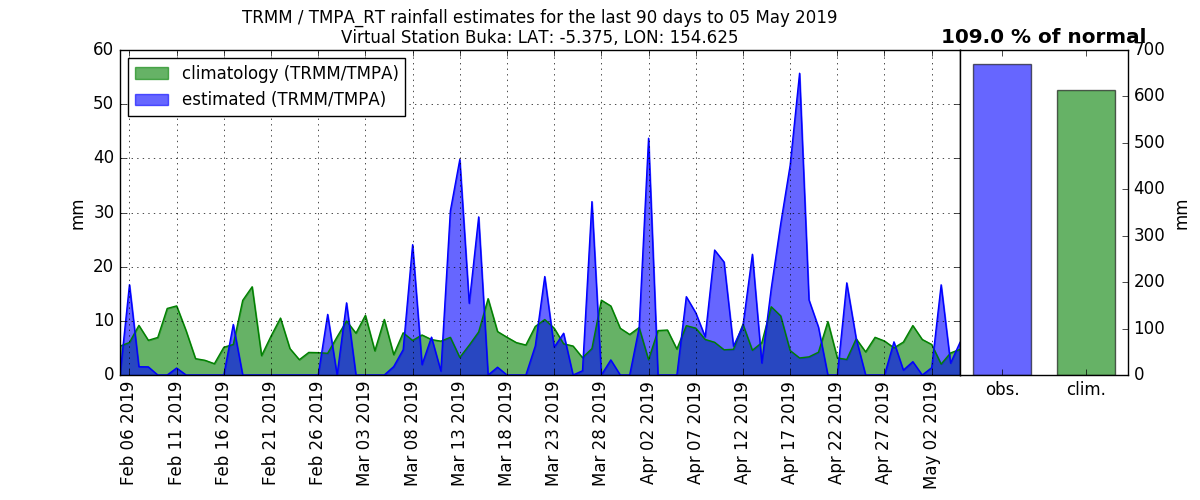 TRMM / TMPA_RT rainfall estimates for the last 90 days to 05 May 2019
Virtual Station Buka: LAT: -5.375, LON: 154.625
109.0 % of normal
climatology (TRMM/TMPA)
estimated (TRMM/TMPA)
60
50
40
30
20
10
0
mm
Feb 06 2019
Feb 11 2019
Feb 16 2019
Feb 21 2019
Feb 26 2019
Mar 03 2019
Mar 08 2019
Mar 13 2019
Mar 18 2019
Mar 23 2019
Mar 28 2019
Apr 02 2019
Apr 07 2019
Apr 12 2019
Apr 17 2019
Apr 22 2019
Apr 27 2019
May 02 2019
obs.
clim.
700
600
500
400
300
200
100
0
mm